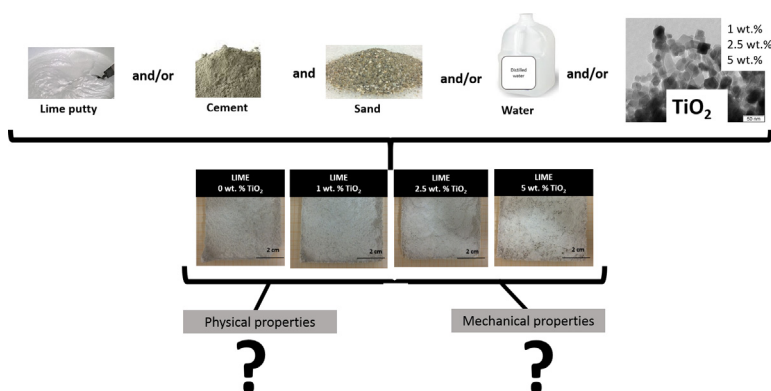 1 wt.%
2.5 wt.%
5 wt.%
and/or
and
and/or
and/or
Distilled
water
TiO2
50 nm
Lime putty
Cement
Sand
Water
LIME
0 wt. % TiO2
LIME
1 wt.% TiO2
LIME
2.5 wt.% TiO2
LIME
5 wt.% TiO2
2 cm
2 cm
2 cm
2 cm
Physical properties
Mechanical properties
?
?